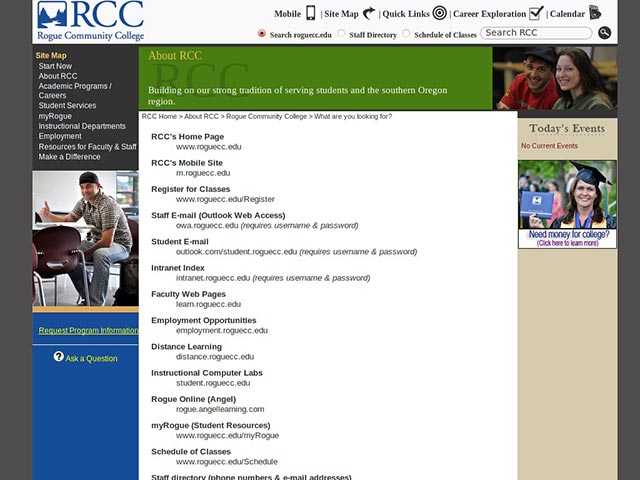 RCC
Rogue Community College
Mobile | Site Map | Quick Links | Career Exploration | Calendar
Search roguecc.edu Staff Directory Schedule of Classes Search RCC
Site Map
Start Now
About RCC
Academic Programs /
Careers
Student Services
myRogue
Instructional Departments
Employment
Resources for Faculty & Staff
Make a Difference
Request Program Information
? Ask a Question
About RCC
RCC
Building on our strong tradition of serving students and the southern Oregon
region.
RCC Home > About RCC > Rogue Community College > What are you looking for?
RCC's Home Page
www.roguecc.edu
RCC's Mobile Site
m.roguecc.edu
Register for Classes
www.roguecc.edu/Register
Staff E-mail (Outlook Web Access)
owa.roguecc.edu (requires username & password)
Student E-mail
outlook.com/student.roguecc.edu (requires username & password)
Intranet Index
intranet.roguecc.edu (requires username & password)
Faculty Web Pages
learn.roguecc.edu
Employment Opportunities
employment.roguecc.edu
Distance Learning
distance.roguecc.edu
Instructional Computer Labs
student.roguecc.edu
Rogue Online (Angel)
rogue.angellearning.com
myRogue (Student Resources)
www.roguecc.edu/myRogue
Schedule of Classes
www.roguecc.edu/Schedule
Staff directory (phone numbers & e-mail addresses)
Today's Events
No Current Events
RCC
Need money for college?
(Click here to learn more)